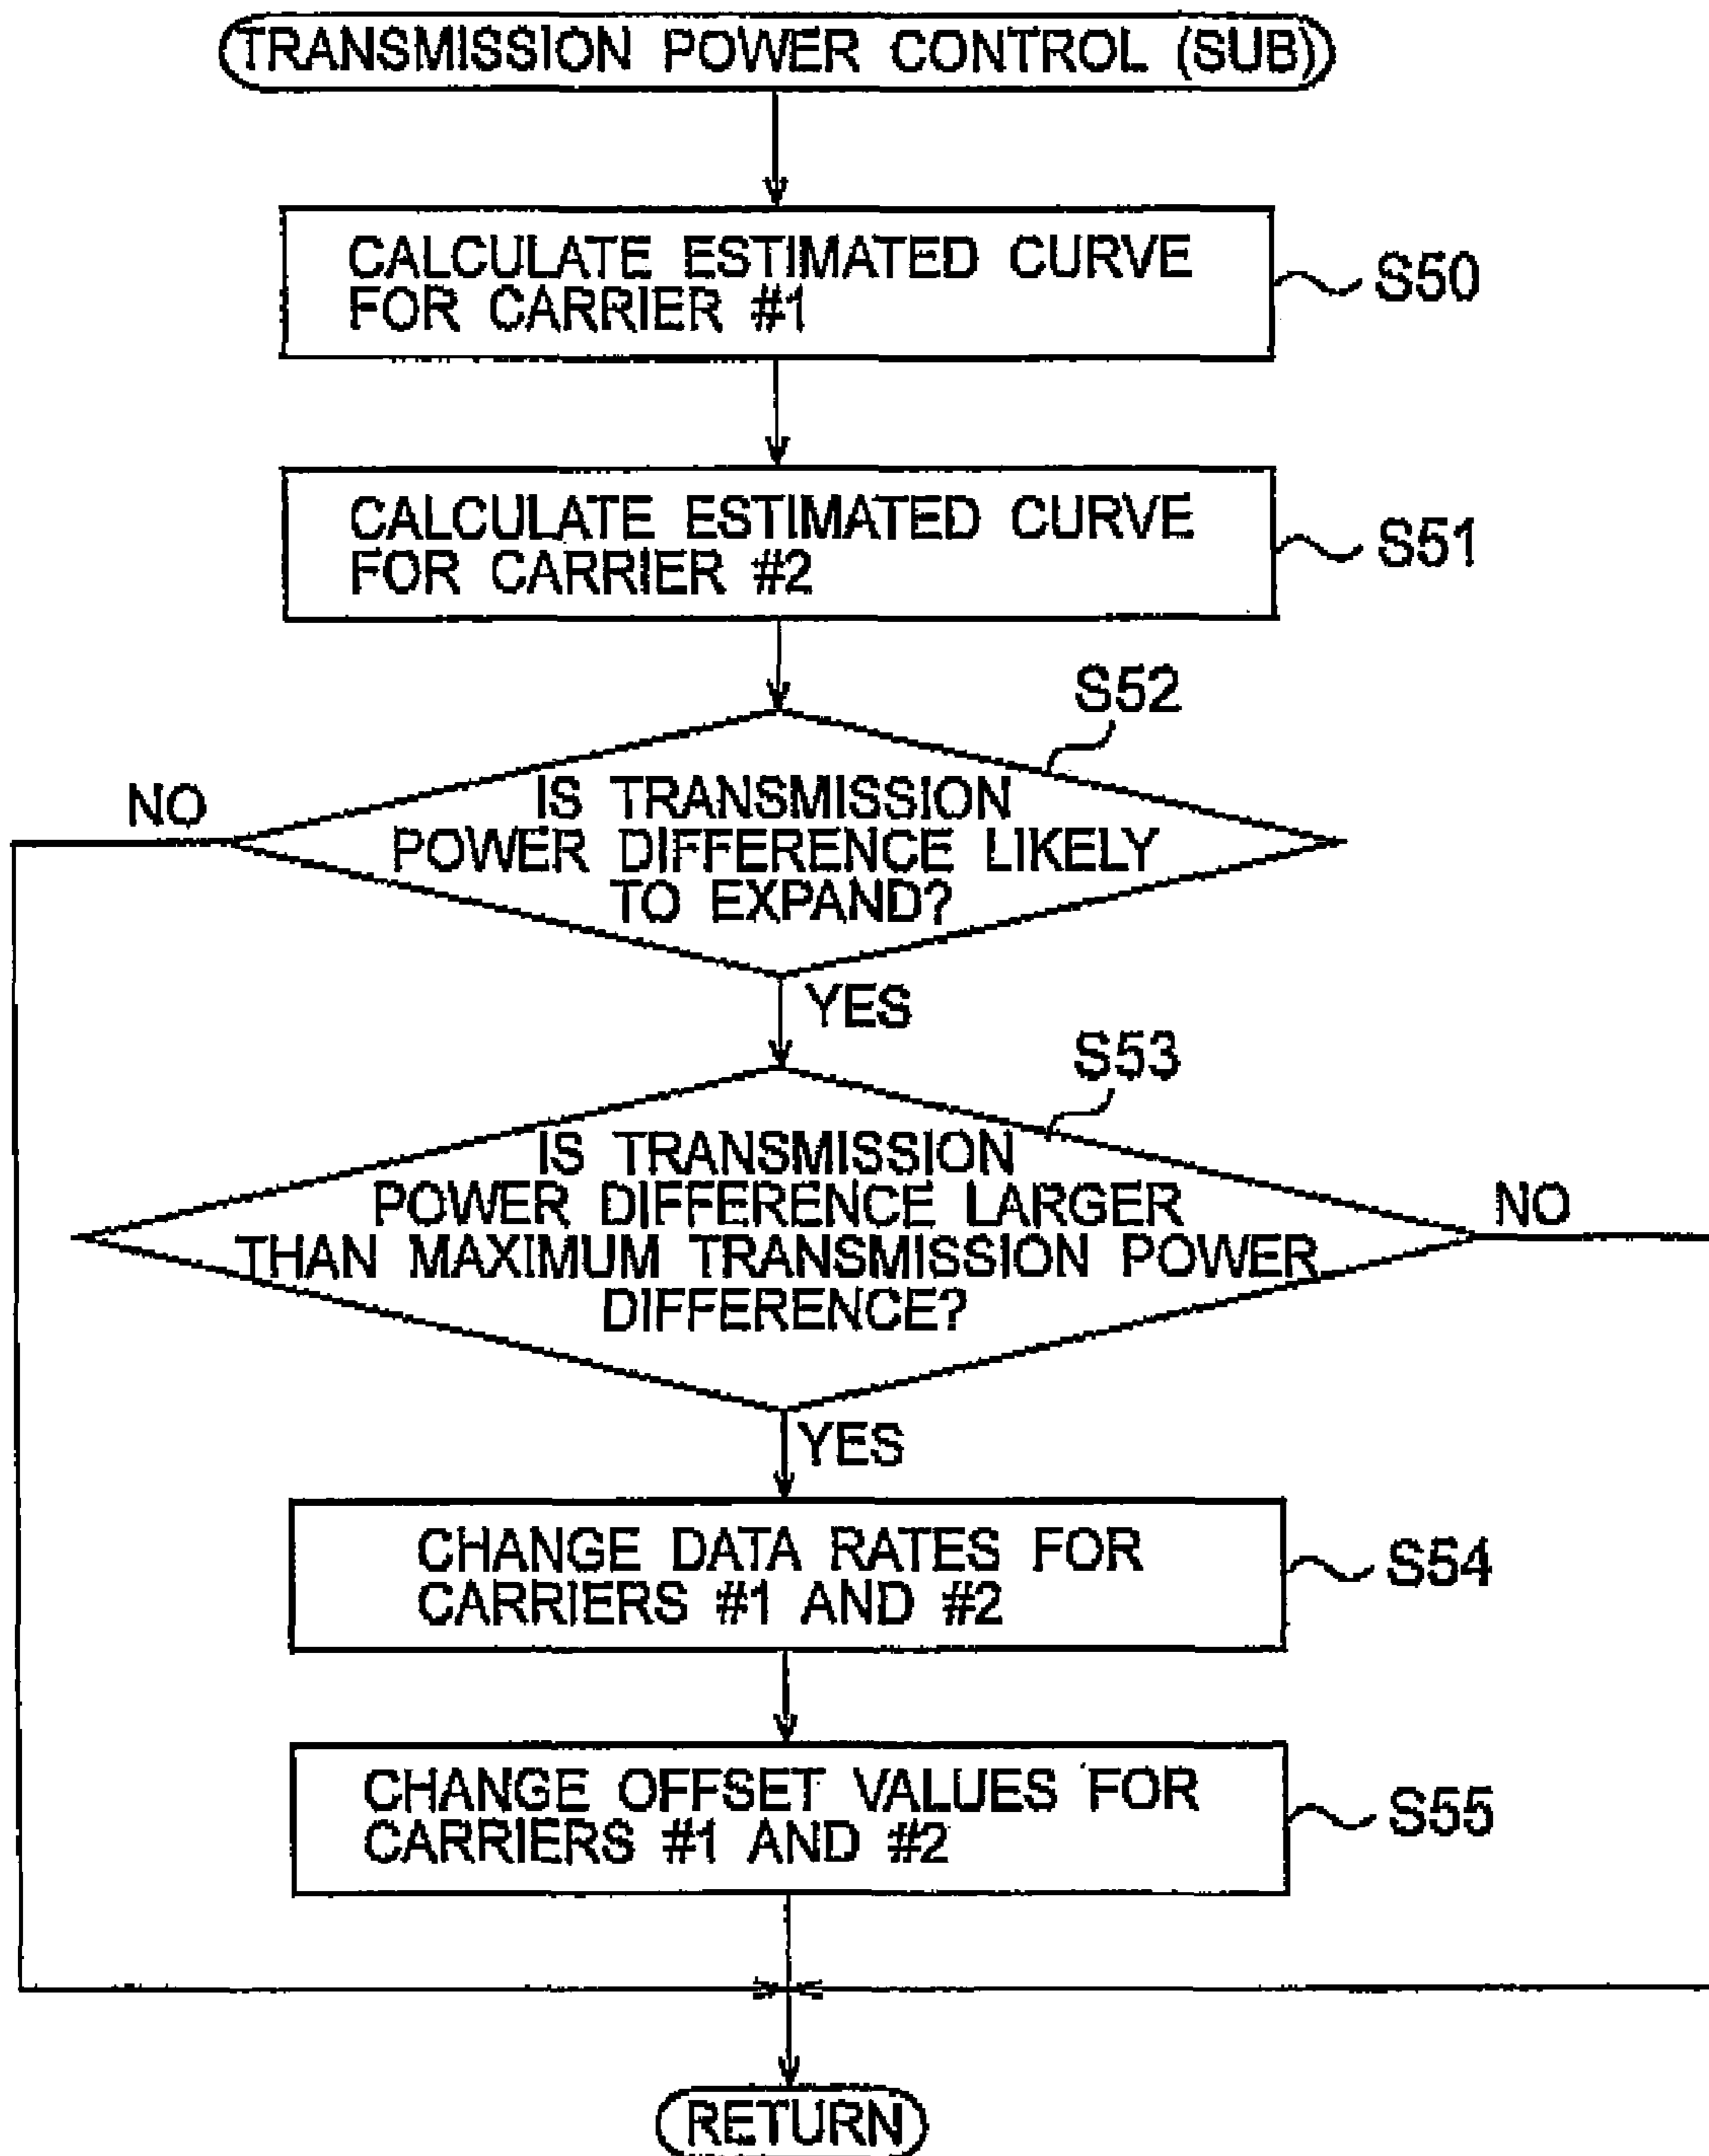 TRANSMISSION POWER CONTROL (SUB)
CALCULATE ESTIMATED CURVE
FOR CARRIER #1
S50
CALCULATE ESTIMATED CURVE
FOR CARRIER #2
S51
S52
NO
IS TRANSMISSION
POWER DIFFERENCE LIKELY
TO EXPAND?
YES
S53
IS TRANSMISSION
POWER DIFFERENCE LARGER
THAN MAXIMUM TRANSMISSION POWER
DIFFERENCE?
NO
YES
CHANGE DATA RATES FOR
CARRIERS #1 AND #2
S54
CHANGE OFFSET VALUES FOR
CARRIERS #1 AND #2
S55
RETURN